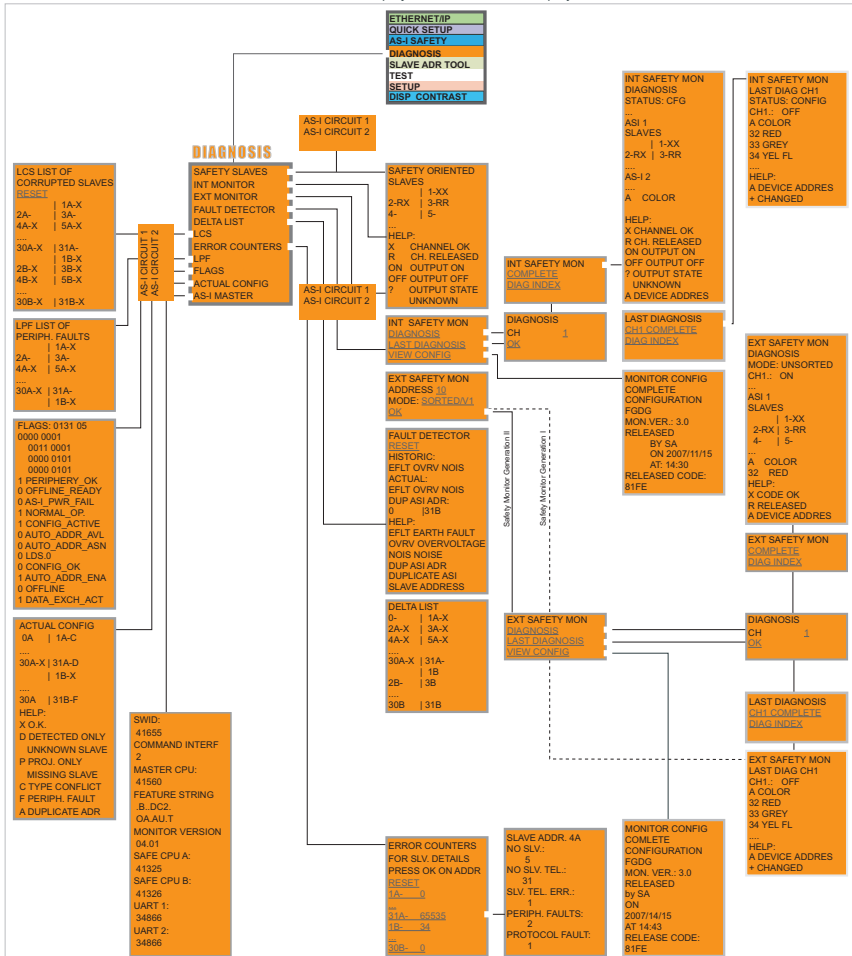 ETHERNET/IP
QUICK SETUP
AS-I SAFETY
DIAGNOSIS
SLAVE ADR TOOL
TEST
SETUP
DISP CONTRAST
AS-I CIRCUIT 1
AS-I CIRCUIT 2
DIAGNOSIS
SAFETY SLAVES
INT MONITOR
EXT MONITOR
FAULT DETECTOR
DELTA LIST
LCS
ERROR COUNTERS
LPF
FLAGS
ACTUAL CONFIG
AS-I MASTER
AS-I CIRCUIT 1
AS-I CIRCUIT 2
LCS LIST OF
CORRUPTED SLAVES
RESET
| 1A-X
2A- | 3A-
4A-X | 5A-X
....
30A-X | 31A-
| 1B-X
2B-X | 3B-X
4B-X | 5B-X
....
30B-X | 31B-X
LPF LIST OF
PERIPH. FAULTS
| 1A-X
2A- | 3A-
4A-X | 5A-X
....
30A-X | 31A-
| 1B-X
FLAGS: 0131 05
0000 0001
0011 0001
0000 0101
0000 0101
1 PERIPHERY_OK
0 OFFLINE_READY
0 AS-I_PWR_FAIL
1 NORMAL_OP.
1 CONFIG_ACTIVE
0 AUTO_ADDR_AVL
0 AUTO_ADDR_ASN
0 LDS.0
0 CONFIG_OK
1 AUTO_ADDR_ENA
0 OFFLINE
1 DATA_EXCH_ACT
ACTUAL CONFIG
0A | 1A-C
....
30A-X | 31A-D
| 1B-X
....
30A | 31B-F
HELP:
X O.K.
D DETECTED ONLY
UNKNOWN SLAVE
P PROJ. ONLY
MISSING SLAVE
C TYPE CONFLICT
F PERIPH. FAULT
A DUPLICATE ADR
SWID:
41655
COMMAND INTERF
2
MASTER CPU:
41560
FEATURE STRING
.B..DC2.
OA.AU.T
MONITOR VERSION
04.01
SAFE CPU A:
41325
SAFE CPU B:
41326
UART 1:
34866
UART 2:
34866
SAFETY ORIENTED
SLAVES
| 1-XX
2-RX | 3-RR
4- | 5-
...
HELP:
X CHANNEL OK
R CH. RELEASED
ON OUTPUT ON
OFF OUTPUT OFF
? OUTPUT STATE
UNKNOWN
AS-I CIRCUIT 1
AS-I CIRCUIT 2
INT SAFETY MON
DIAGNOSIS
LAST DIAGNOSIS
VIEW CONFIG
EXT SAFETY MON
ADDRESS 10
MODE: SORTED/V1
OK
FAULT DETECTOR
RESET
HISTORIC:
EFLT OVRV NOIS
ACTUAL:
EFLT OVRV NOIS
DUP ASI ADR:
0 |31B
HELP:
EFLT EARTH FAULT
OVRV OVERVOLTAGE
NOIS NOISE
DUP ASI ADR
DUPLICATE ASI
SLAVE ADDRESS
DELTA LIST
0- | 1A-X
2A-X | 3A-X
4A-X | 5A-X
....
30A-X | 31A-
| 1B
2B- | 3B
....
30B | 31B
ERROR COUNTERS
FOR SLV. DETAILS
PRESS OK ON ADDR
RESET
1A- 0
...
31A- 65535
1B- 34
...
30B- 0
SLAVE ADDR. 4A
NO SLV.:
5
NO SLV. TEL.:
31
SLV. TEL. ERR.:
1
PERIPH. FAULTS:
2
PROTOCOL FAULT:
1
INT SAFETY MON
COMPLETE
DIAG INDEX
DIAGNOSIS
CH 1
OK
Safety Monitor Generation II
Safety Monitor Generation I
EXT SAFETY MON
DIAGNOSIS
LAST DIAGNOSIS
VIEW CONFIG
INT SAFETY MON
DIAGNOSIS
STATUS: CFG
...
ASI 1
SLAVES
| 1-XX
2-RX | 3-RR
....
AS-I 2
....
A COLOR
HELP:
X CHANNEL OK
R CH. RELEASED
ON OUTPUT ON
OFF OUTPUT OFF
? OUTPUT STATE
UNKNOWN
A DEVICE ADDRES
LAST DIAGNOSIS
CH1 COMPLETE
DIAG INDEX
MONITOR CONFIG
COMPLETE
CONFIGURATION
FGDG
MON.VER.: 3.0
RELEASED
BY SA
ON 2007/11/15
AT: 14:30
RELEASED CODE:
81FE
MONITOR CONFIG
COMLETE
CONFIGURATION
FGDG
MON. VER.: 3.0
RELEASED
by SA
ON
2007/14/15
AT 14:43
RELEASE CODE:
81FE
INT SAFETY MON
LAST DIAG CH1
STATUS: CONFIG
CH1.: OFF
A COLOR
32 RED
33 GREY
34 YEL FL
....
HELP:
A DEVICE ADDRES
+ CHANGED
EXT SAFETY MON
DIAGNOSIS
MODE: UNSORTED
CH1.: ON
...
ASI 1
SLAVES
| 1-XX
2-RX | 3-RR
4- | 5-
...
A COLOR
32 RED
HELP:
X CODE OK
R RELEASED
A DEVICE ADDRES
EXT SAFETY MON
COMPLETE
DIAG INDEX
DIAGNOSIS
CH 1
OK
LAST DIAGNOSIS
CH1 COMPLETE
DIAG INDEX
EXT SAFETY MON
LAST DIAG CH1
CH1.: OFF
A COLOR
32 RED
33 GREY
34 YEL FL
....
HELP:
A DEVICE ADDRES
+ CHANGED